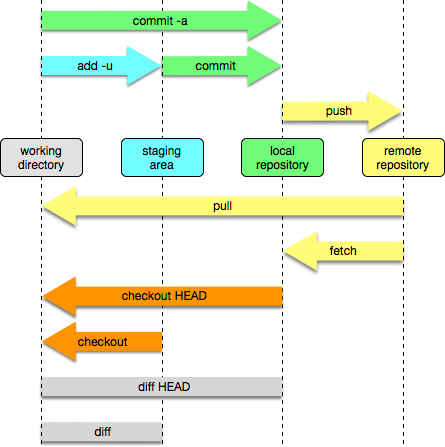 commit -a
add -u
commit
push
working
directory
staging
area
local
repository
remote
repository
pull
fetch
checkout HEAD
checkout
diff HEAD
diff